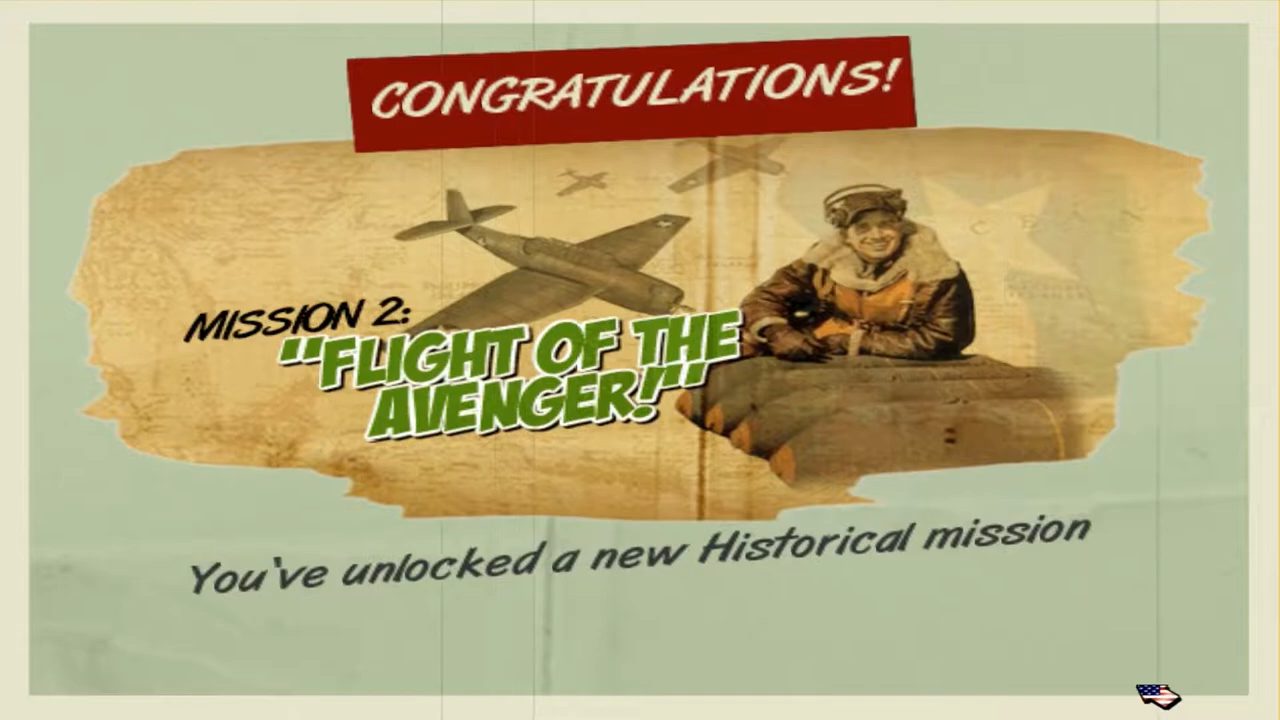 CONGRATULATIONS!
MISSION 2:
"FLIGHT OF THE
AVENGER!"
You've unlocked a new Historical mission